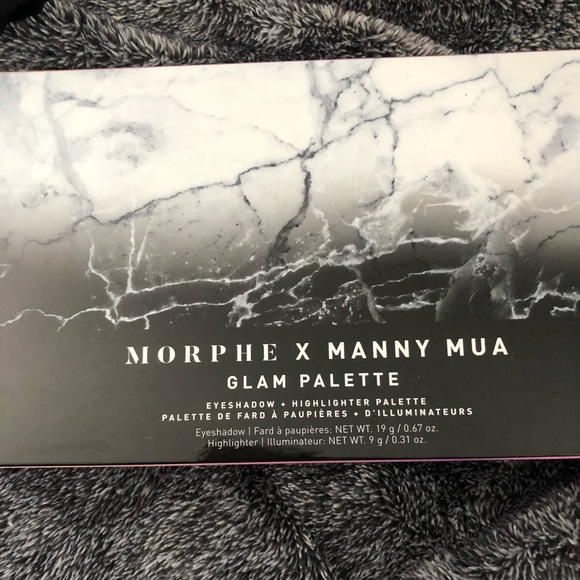 MORPHE X MANNY MUA
GLAM PALETTE
EYESHADOW + HIGHLIGHTER PALETTE
PALETTE DE FARD À PAUPIÈRES + D'ILLUMINATEURS
Eyeshadow | Fard à paupières: NET WT. 19 g / 0.67 oz.
Highlighter | Illuminateur: NET WT. 9 g / 0.31 oz.